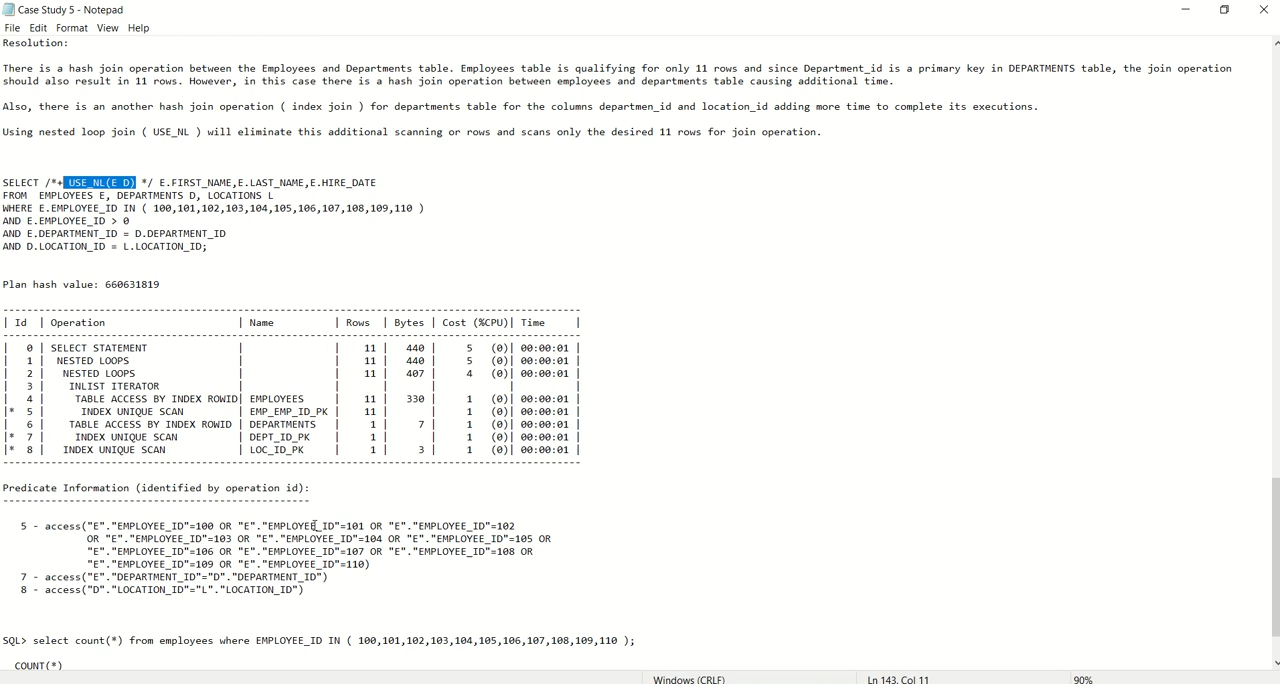 Case Study 5 - Notepad
File Edit Format View Help
Resolution:
There is a hash join operation between the Employees and Departments table. Employees table is qualifying for only 11 rows and since Department_id is a primary key in DEPARTMENTS table, the join operation
should also result in 11 rows. However, in this case there is a hash join operation between employees and departments table causing additional time.
Also, there is an another hash join operation ( index join ) for departments table for the columns departmen_id and location_id adding more time to complete its executions.
Using nested loop join ( USE_NL ) will eliminate this additional scanning or rows and scans only the desired 11 rows for join operation.
SELECT /*+ USE_NL(E D) */ E.FIRST_NAME,E.LAST_NAME,E.HIRE_DATE
FROM  EMPLOYEES E, DEPARTMENTS D, LOCATIONS L
WHERE E.EMPLOYEE_ID IN ( 100,101,102,103,104,105,106,107,108,109,110 )
AND E.EMPLOYEE_ID > 0
AND E.DEPARTMENT_ID = D.DEPARTMENT_ID
AND D.LOCATION_ID = L.LOCATION_ID;
Plan hash value: 660631819
--------------------------------------------------------------------------------
| Id  | Operation                      | Name          | Rows  | Bytes | Cost (%CPU)| Time     |
--------------------------------------------------------------------------------
|   0 | SELECT STATEMENT               |               |    11 |   440 |     5   (0)| 00:00:01 |
|   1 |  NESTED LOOPS                  |               |    11 |   440 |     5   (0)| 00:00:01 |
|   2 |   NESTED LOOPS                 |               |    11 |   407 |     4   (0)| 00:00:01 |
|   3 |    INLIST ITERATOR             |               |       |       |            |          |
|   4 |     TABLE ACCESS BY INDEX ROWID| EMPLOYEES     |    11 |   330 |     1   (0)| 00:00:01 |
|*  5 |      INDEX UNIQUE SCAN         | EMP_EMP_ID_PK |    11 |       |     1   (0)| 00:00:01 |
|   6 |    TABLE ACCESS BY INDEX ROWID | DEPARTMENTS   |     1 |     7 |     1   (0)| 00:00:01 |
|*  7 |     INDEX UNIQUE SCAN          | DEPT_ID_PK    |     1 |       |     1   (0)| 00:00:01 |
|*  8 |   INDEX UNIQUE SCAN            | LOC_ID_PK     |     1 |     3 |     1   (0)| 00:00:01 |
--------------------------------------------------------------------------------
Predicate Information (identified by operation id):
---------------------------------------------------
5 - access("E"."EMPLOYEE_ID"=100 OR "E"."EMPLOYEE_ID"=101 OR "E"."EMPLOYEE_ID"=102
OR "E"."EMPLOYEE_ID"=103 OR "E"."EMPLOYEE_ID"=104 OR "E"."EMPLOYEE_ID"=105 OR
"E"."EMPLOYEE_ID"=106 OR "E"."EMPLOYEE_ID"=107 OR "E"."EMPLOYEE_ID"=108 OR
"E"."EMPLOYEE_ID"=109 OR "E"."EMPLOYEE_ID"=110)
7 - access("E"."DEPARTMENT_ID"="D"."DEPARTMENT_ID")
8 - access("D"."LOCATION_ID"="L"."LOCATION_ID")
SQL> select count(*) from employees where EMPLOYEE_ID IN ( 100,101,102,103,104,105,106,107,108,109,110 );
COUNT(*)
Windows (CRLF) Ln 143, Col 11 90%